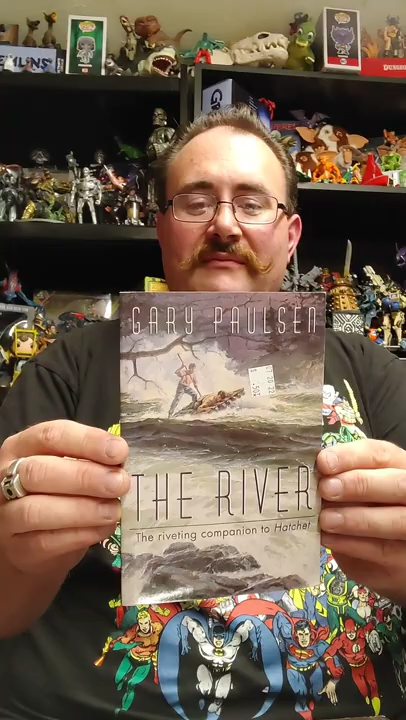 GARY PAULSEN
THE RIVER
The riveting companion to Hatchet